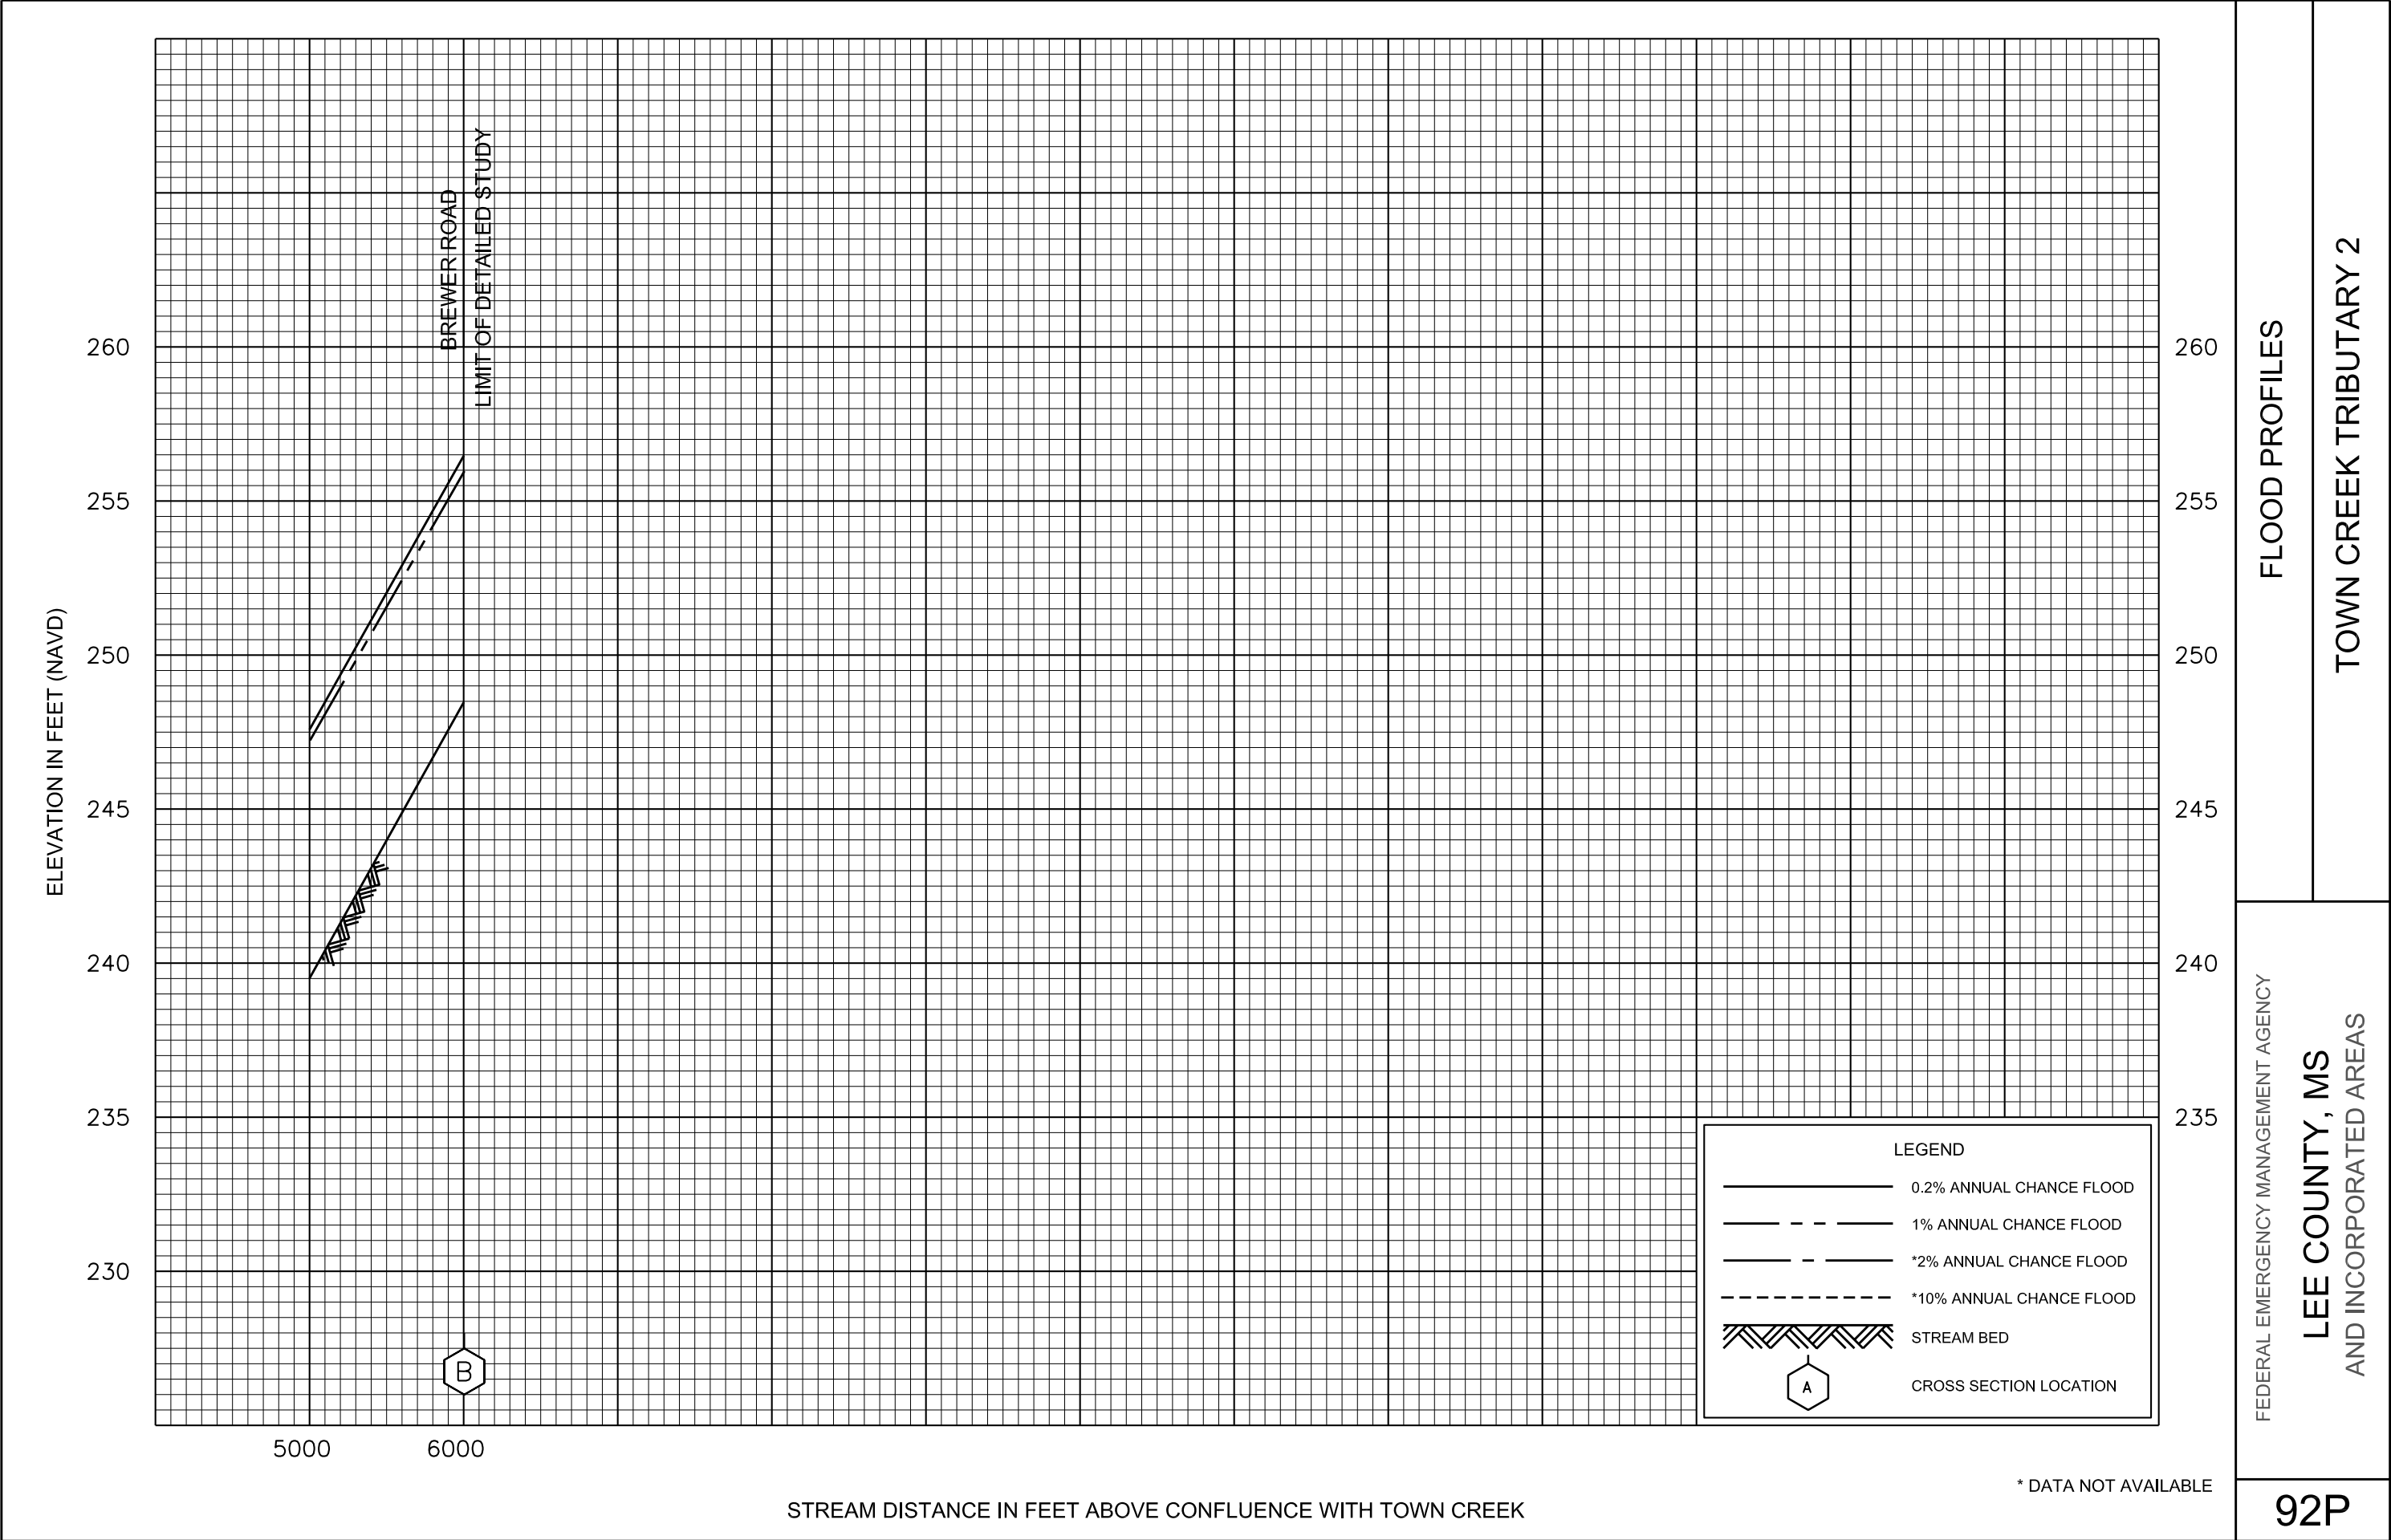 BREWER ROAD
LIMIT OF DETAILED STUDY
ELEVATION IN FEET (NAVD)
260
255
250
245
240
235
230
260
255
250
245
240
235
B
5000
6000
STREAM DISTANCE IN FEET ABOVE CONFLUENCE WITH TOWN CREEK
LEGEND
0.2% ANNUAL CHANCE FLOOD
1% ANNUAL CHANCE FLOOD
*2% ANNUAL CHANCE FLOOD
*10% ANNUAL CHANCE FLOOD
STREAM BED
A
CROSS SECTION LOCATION
* DATA NOT AVAILABLE
FLOOD PROFILES
TOWN CREEK TRIBUTARY 2
FEDERAL EMERGENCY MANAGEMENT AGENCY
LEE COUNTY, MS
AND INCORPORATED AREAS
92P